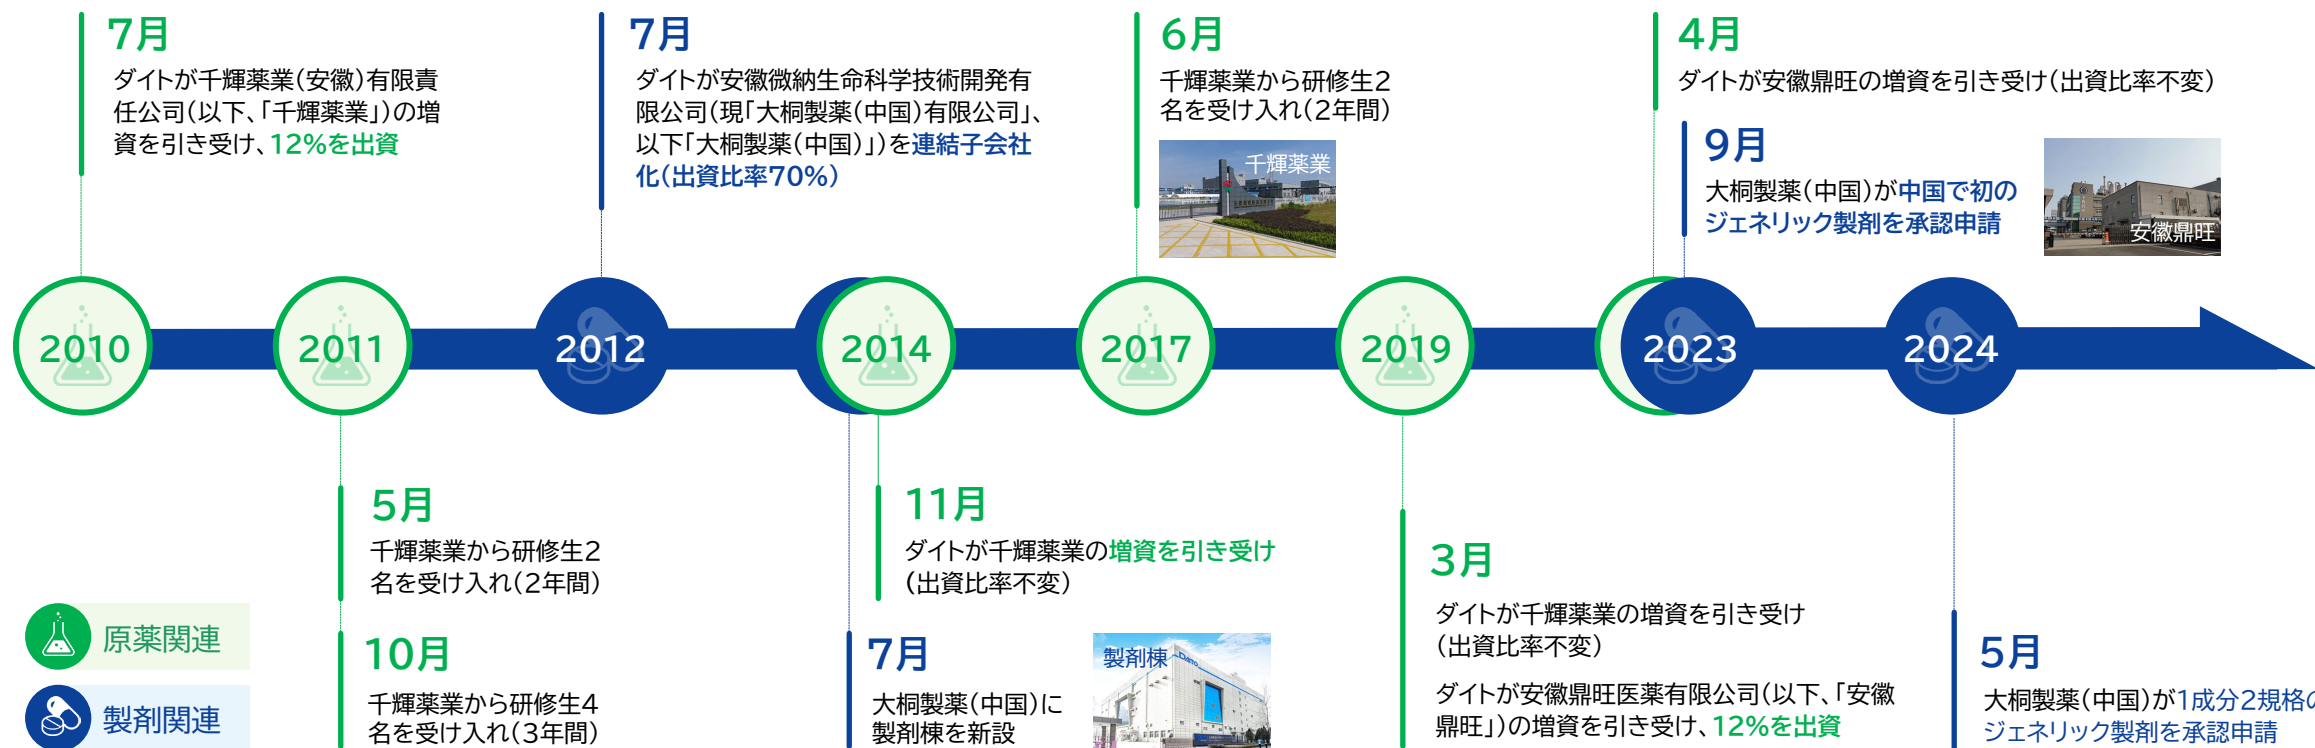 7月
ダイトが千輝薬業(安徽)有限責
任公司(以下、「千輝薬業」)の増
資を引き受け、12%を出資
7月
ダイトが安徽微納生命科学技術開発有
限公司(現「大桐製薬(中国)有限公司」、
以下「大桐製薬(中国)」)を連結子会社
化(出資比率70%)
6月
千輝薬業から研修生2
名を受け入れ(2年間)
千輝薬業
4月
ダイトが安徽鼎旺の増資を引き受け(出資比率不変)
9月
大桐製薬(中国)が中国で初の
ジェネリック製剤を承認申請
安徽鼎旺
2010
2011
2012
2014
2017
2019
2023
2024
5月
千輝薬業から研修生2
名を受け入れ(2年間)
10月
千輝薬業から研修生4
名を受け入れ(3年間)
11月
ダイトが千輝薬業の増資を引き受け
(出資比率不変)
7月
大桐製薬(中国)に
製剤棟を新設
製剤棟
DAITO
3月
ダイトが千輝薬業の増資を引き受け
(出資比率不変)
ダイトが安徽鼎旺医薬有限公司(以下、「安徽
鼎旺」)の増資を引き受け、12%を出資
5月
大桐製薬(中国)が1成分2規格の
ジェネリック製剤を承認申請
原薬関連
製剤関連